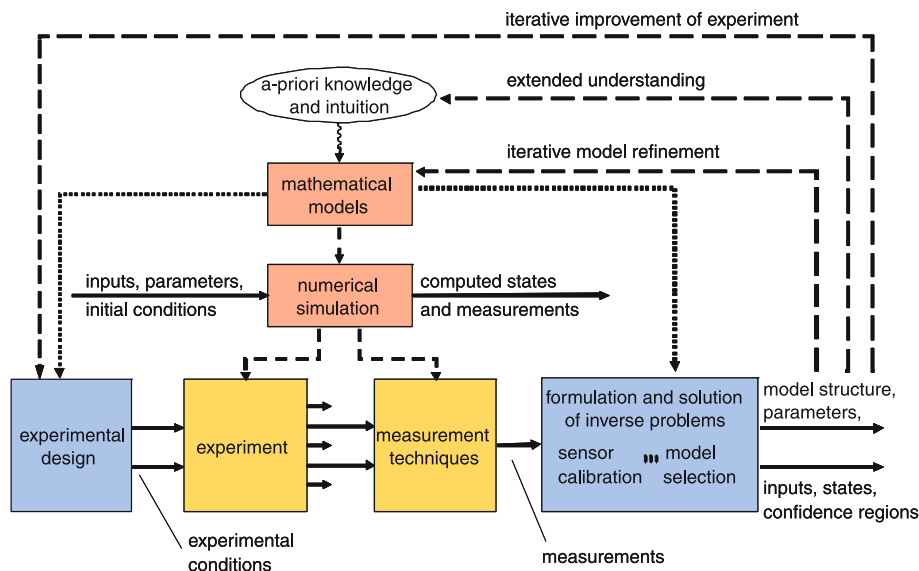 iterative improvement of experiment
a-priori knowledge
and intuition
extended understanding
iterative model refinement
mathematical
models
inputs, parameters,
initial conditions
numerical
simulation
computed states
and measurements
experimental
design
experiment
measurement
techniques
formulation and solution
of inverse problems
sensor
calibration
model
selection
model structure,
parameters,
inputs, states,
confidence regions
experimental
conditions
measurements